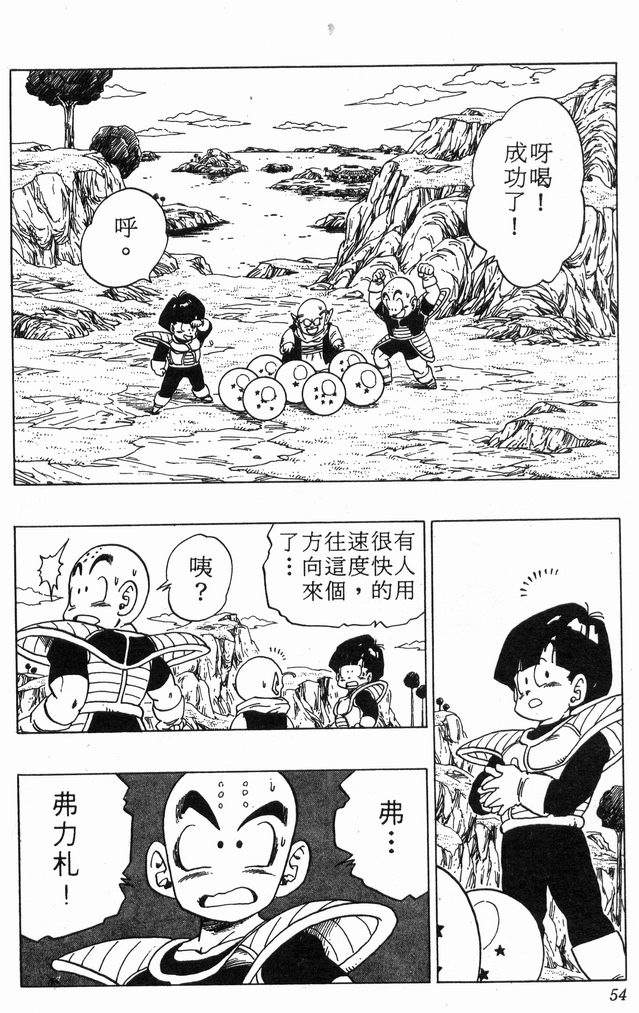 呀喝！
成功了！
呼。
有人用
很快的
速度，
往這個
方向來
了…
咦？
弗…
弗力札！
54